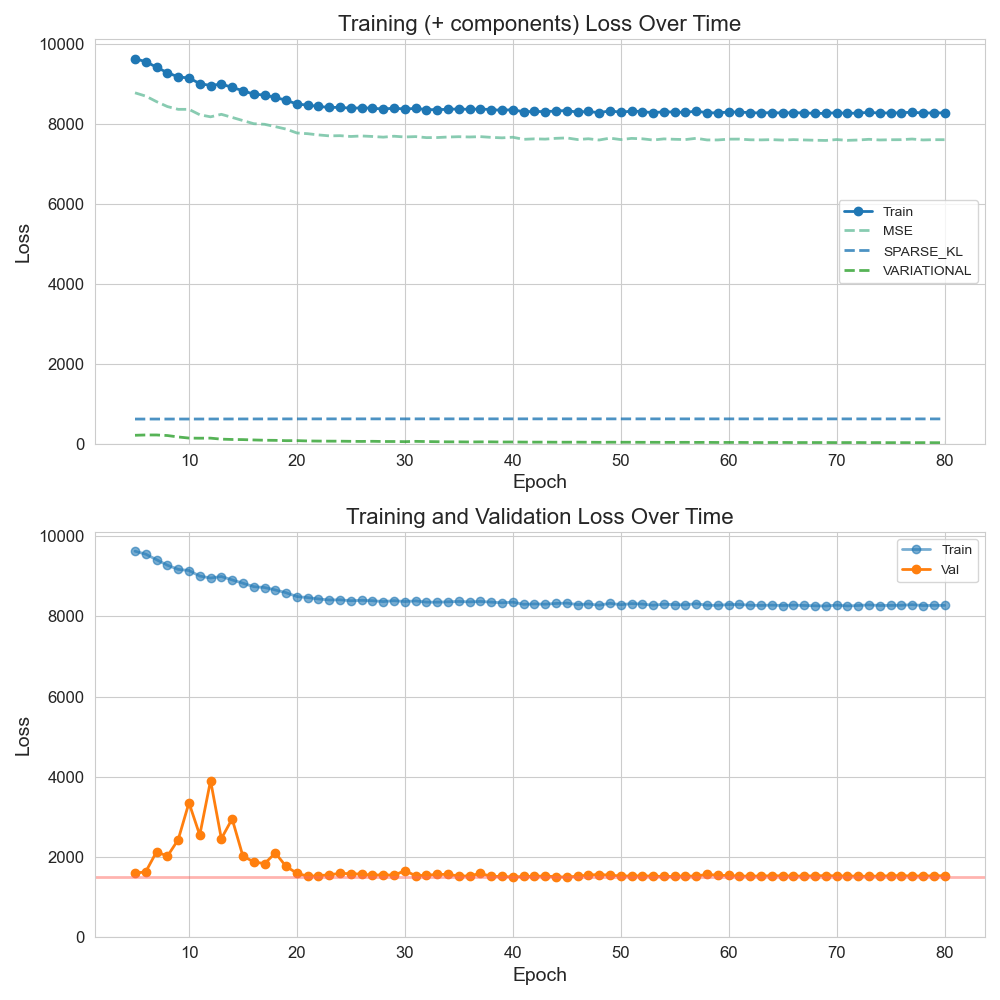 Training (+ components) Loss Over Time
10000
8000
6000
4000
2000
0
Loss
Train
MSE
SPARSE_KL
VARIATIONAL
10 20 30 40 50 60 70 80
Epoch
Training and Validation Loss Over Time
10000
8000
6000
4000
2000
0
Loss
Train
Val
10 20 30 40 50 60 70 80
Epoch